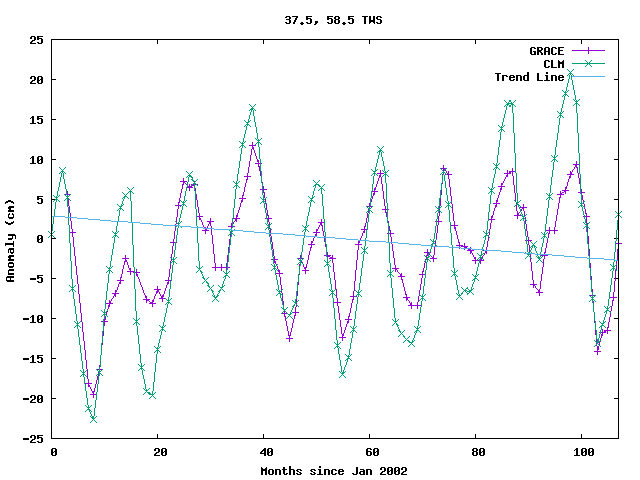 37.5, 58.5 TWS
GRACE
CLM
Trend Line
Anomaly (cm)
25
20
15
10
5
0
-5
-10
-15
-20
-25
0 20 40 60 80 100
Months since Jan 2002